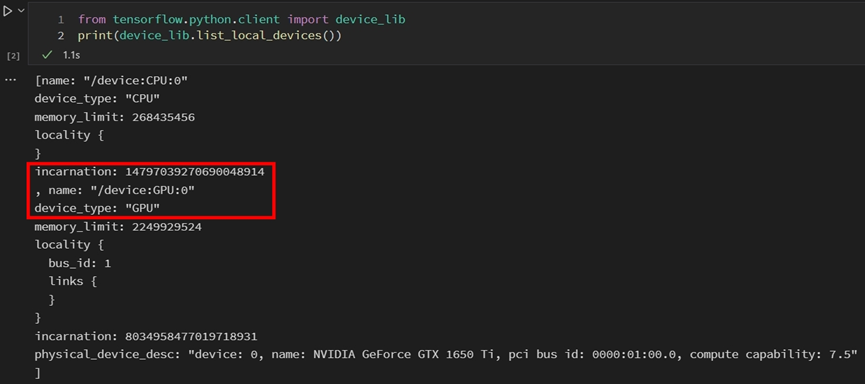 1 from tensorflow.python.client import device_lib
2 print(device_lib.list_local_devices())
[2] ✓ 1.1s
... [name: "/device:CPU:0"
device_type: "CPU"
memory_limit: 268435456
locality {
}
incarnation: 14797039270690048914
, name: "/device:GPU:0"
device_type: "GPU"
memory_limit: 2249929524
locality {
  bus_id: 1
  links {
  }
}
incarnation: 8034958477019718931
physical_device_desc: "device: 0, name: NVIDIA GeForce GTX 1650 Ti, pci bus id: 0000:01:00.0, compute capability: 7.5"
]